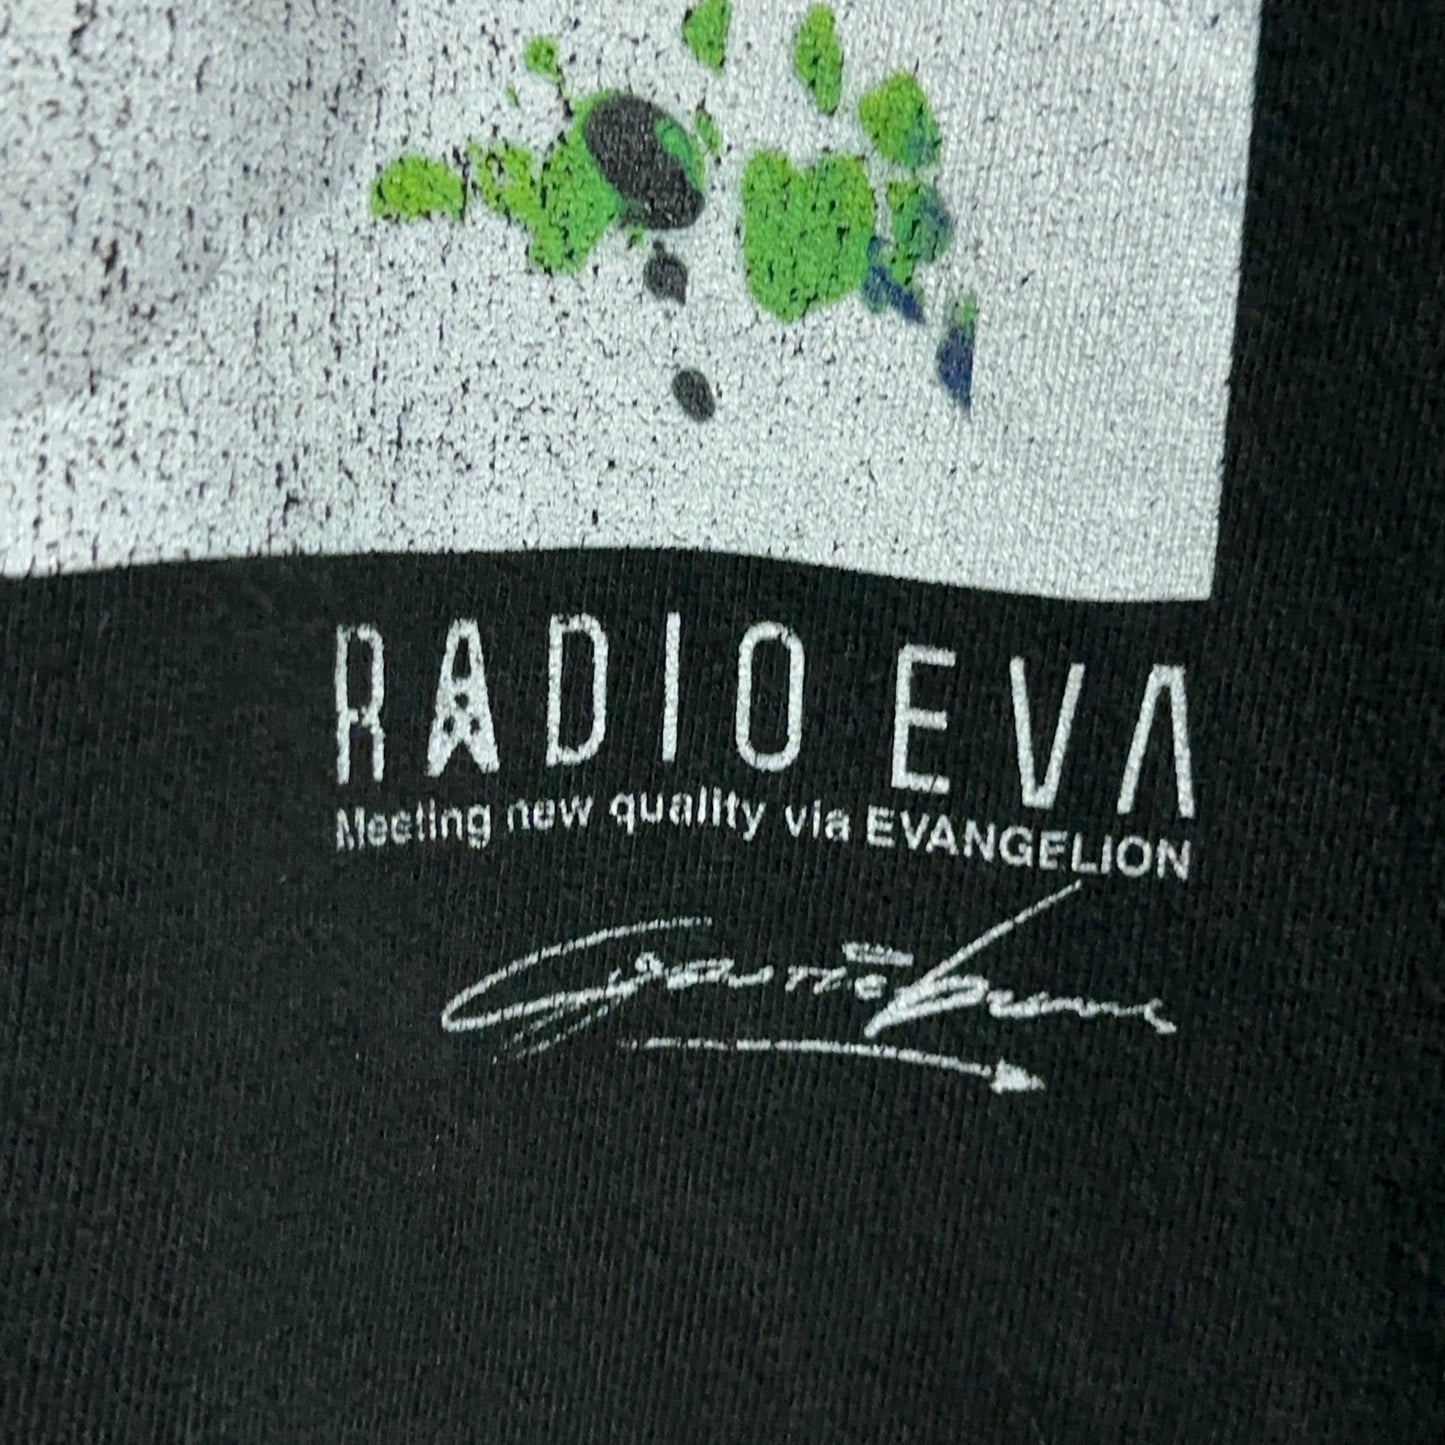 RADIO EVA
Meeting new quality via EVANGELION